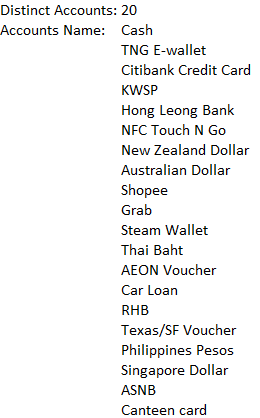 Distinct Accounts: 20
Accounts Name: Cash
TNG E-wallet
Citibank Credit Card
KWSP
Hong Leong Bank
NFC Touch N Go
New Zealand Dollar
Australian Dollar
Shopee
Grab
Steam Wallet
Thai Baht
AEON Voucher
Car Loan
RHB
Texas/SF Voucher
Philippines Pesos
Singapore Dollar
ASNB
Canteen card